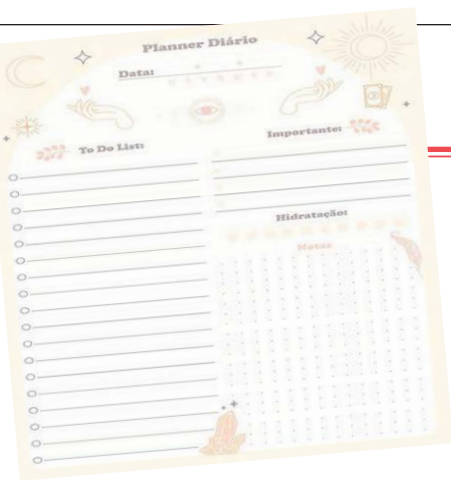 Planner Diário
Data:
D S T Q Q S S
To Do List:
Importante:
Hidratação:
Notas